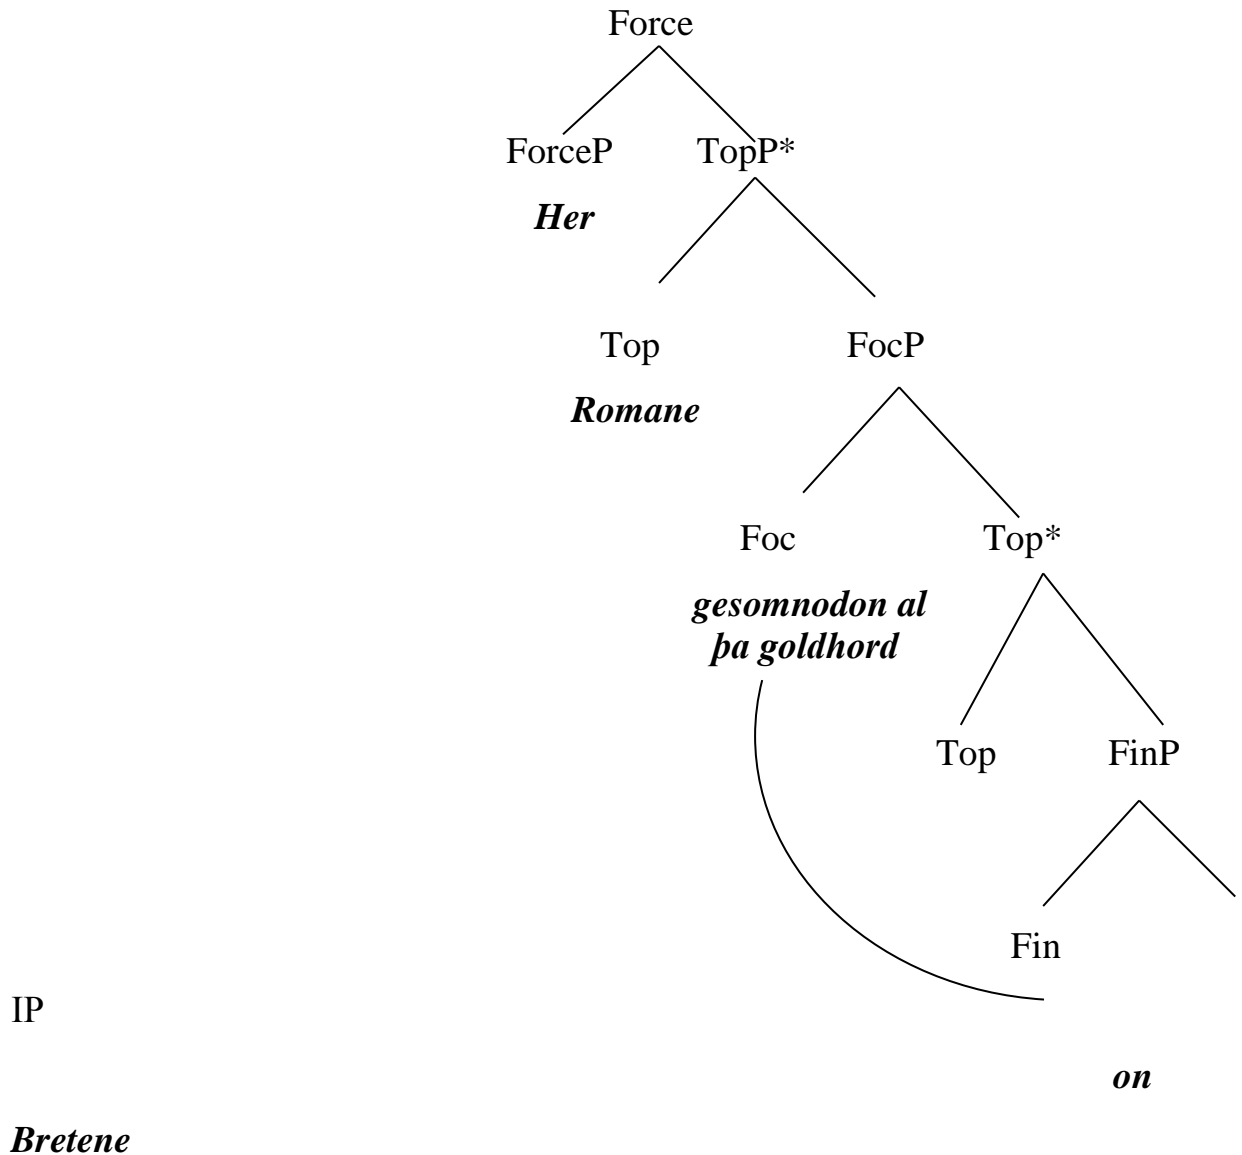 Force
ForceP TopP*
Her
Top FocP
Romane
Foc Top*
gesomnodon al
þa goldhord
Top FinP
Fin
IP
on
Bretene